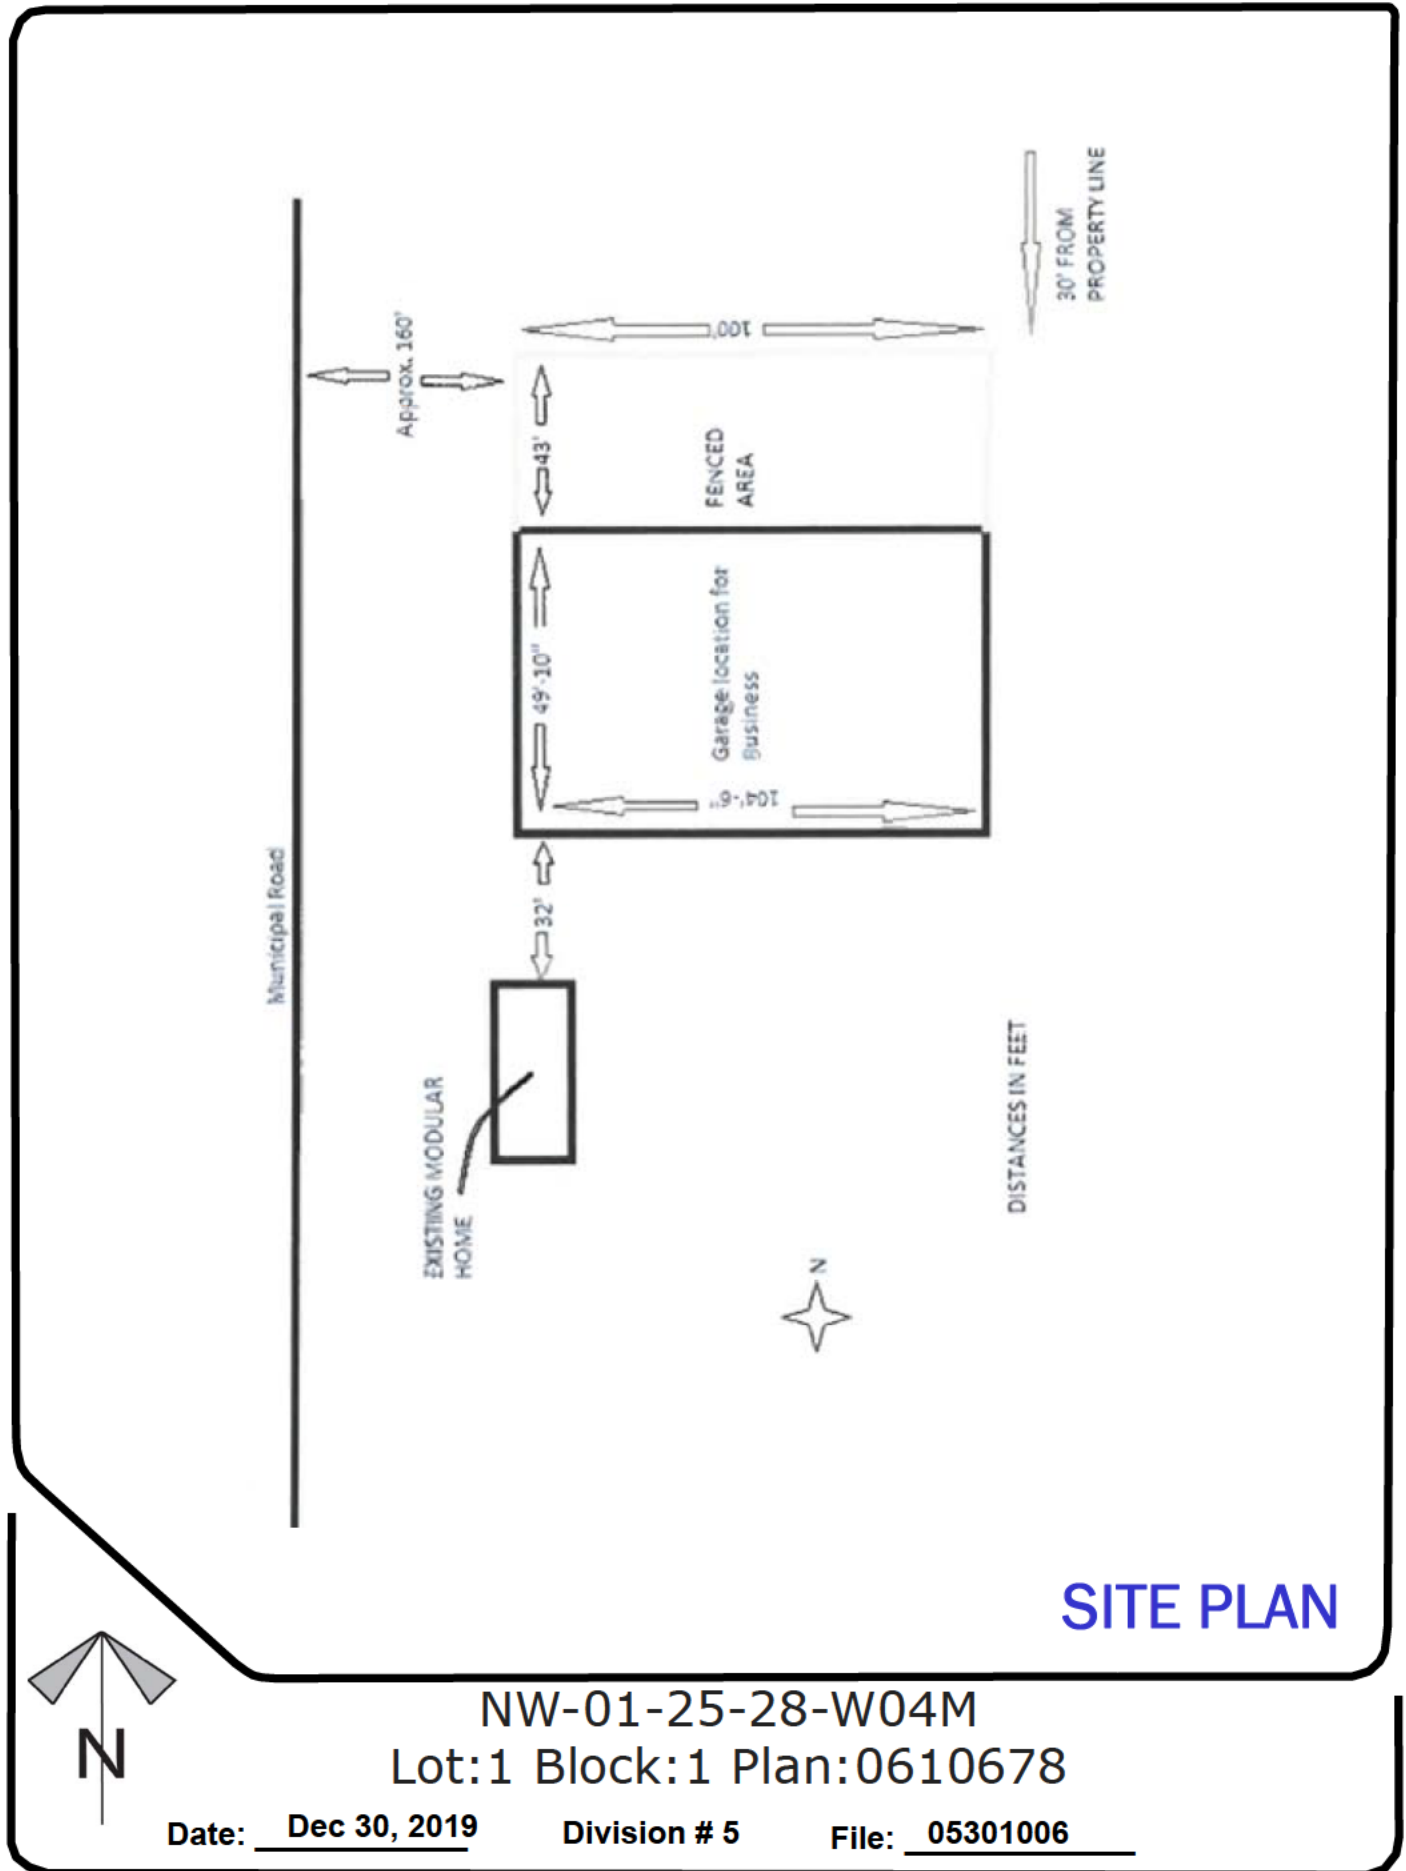 Municipal Road
Approx. 160'
100'
30' FROM
PROPERTY LINE
43'
FENCED
AREA
49'-10"
Garage location for
Business
104'-6"
32'
EXISTING MODULAR
HOME
DISTANCES IN FEET
N
SITE PLAN
N
NW-01-25-28-W04M
Lot:1 Block:1 Plan:0610678
Date: Dec 30, 2019 Division # 5 File: 05301006